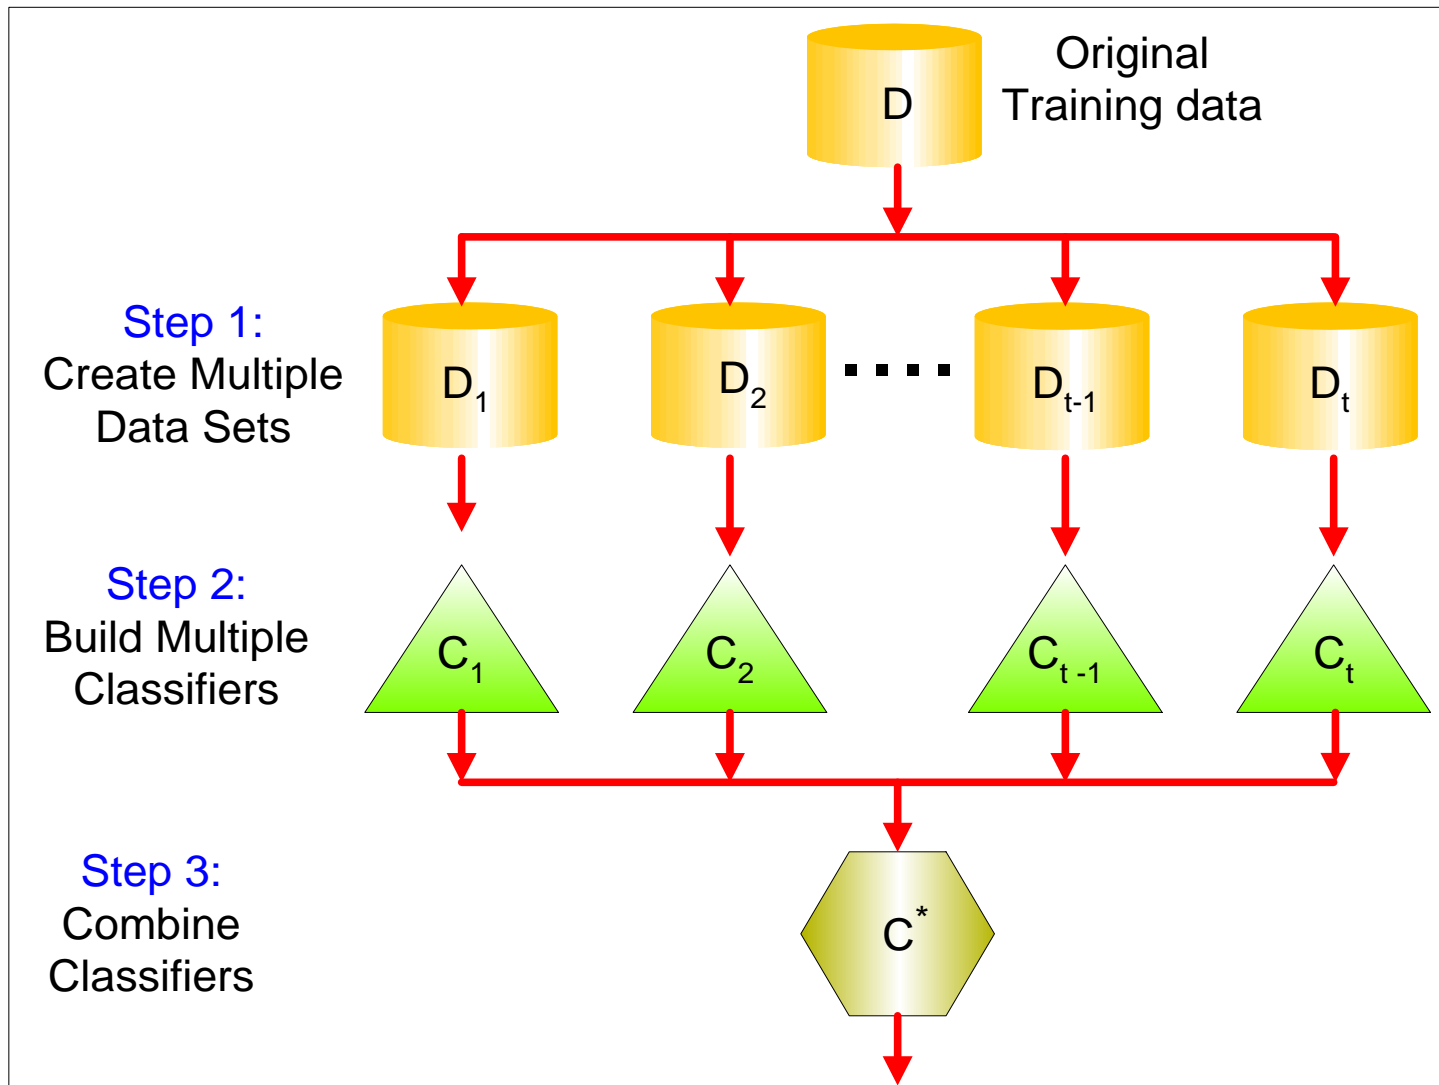 D
Original
Training data
Step 1:
Create Multiple
Data Sets
D₁
D₂
Dₜ₋₁
Dₜ
Step 2:
Build Multiple
Classifiers
C₁
C₂
Cₜ ₋₁
Cₜ
Step 3:
Combine
Classifiers
C*